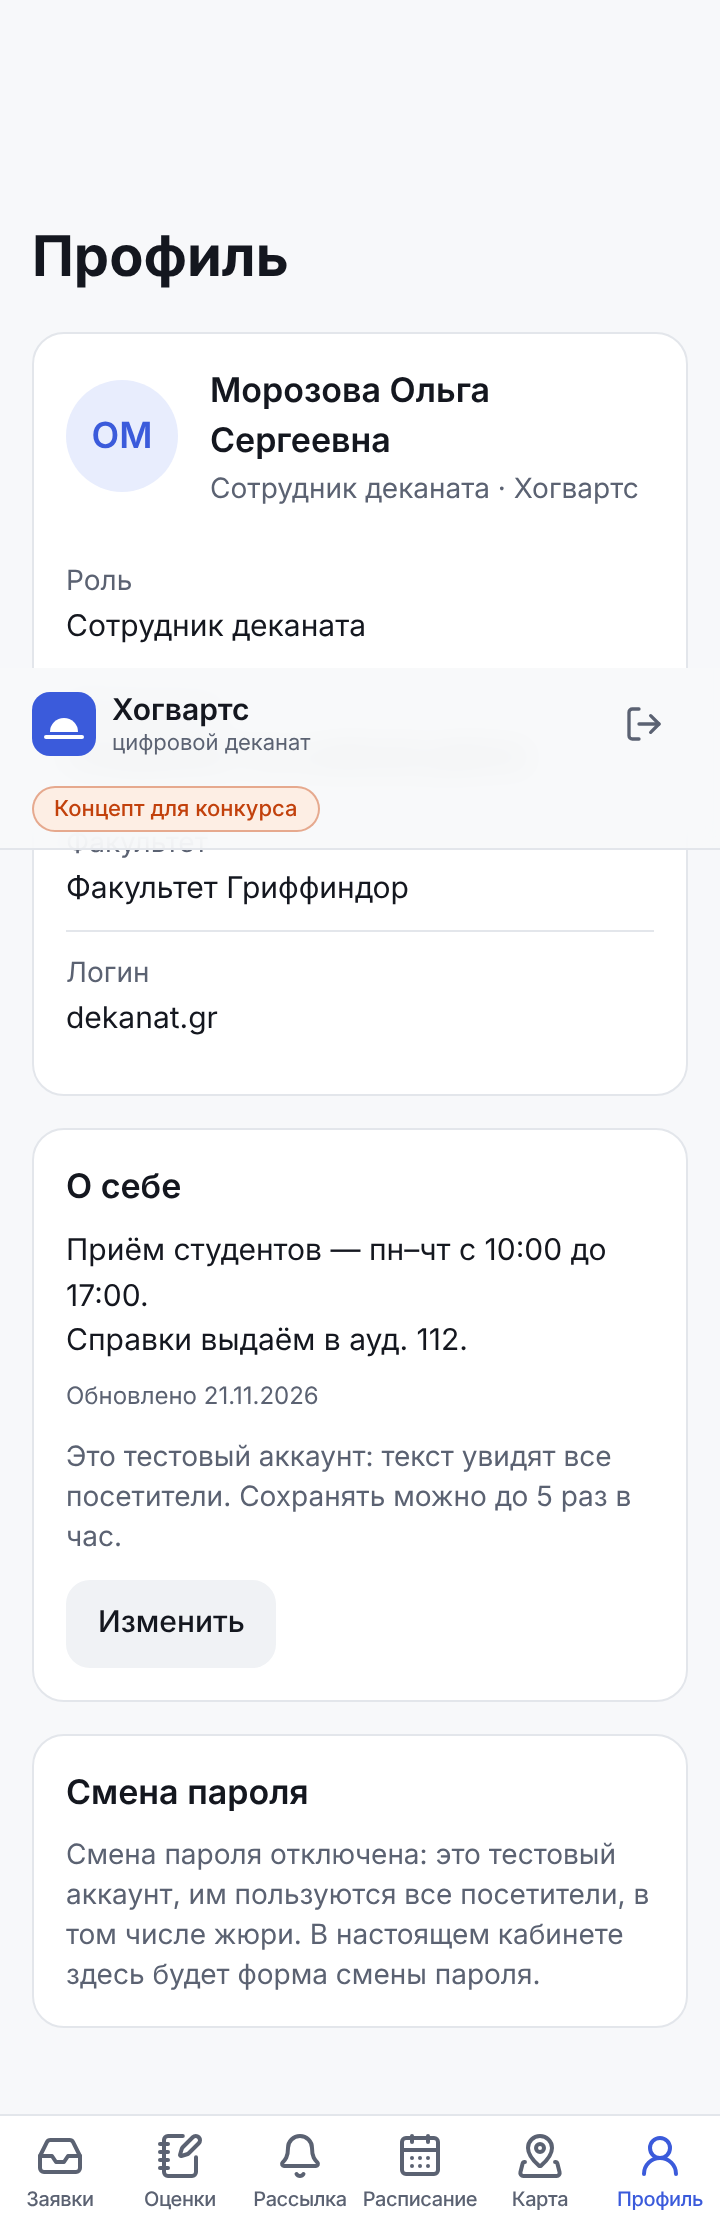 Профиль
ОМ
Морозова Ольга
Сергеевна
Сотрудник деканата · Хогвартс
Роль
Сотрудник деканата
Хогвартс
цифровой деканат
Концепт для конкурса
Факультет
Факультет Гриффиндор
Логин
dekanat.gr
О себе
Приём студентов — пн–чт с 10:00 до
17:00.
Справки выдаём в ауд. 112.
Обновлено 21.11.2026
Это тестовый аккаунт: текст увидят все
посетители. Сохранять можно до 5 раз в
час.
Изменить
Смена пароля
Смена пароля отключена: это тестовый
аккаунт, им пользуются все посетители, в
том числе жюри. В настоящем кабинете
здесь будет форма смены пароля.
Заявки Оценки Рассылка Расписание Карта Профиль